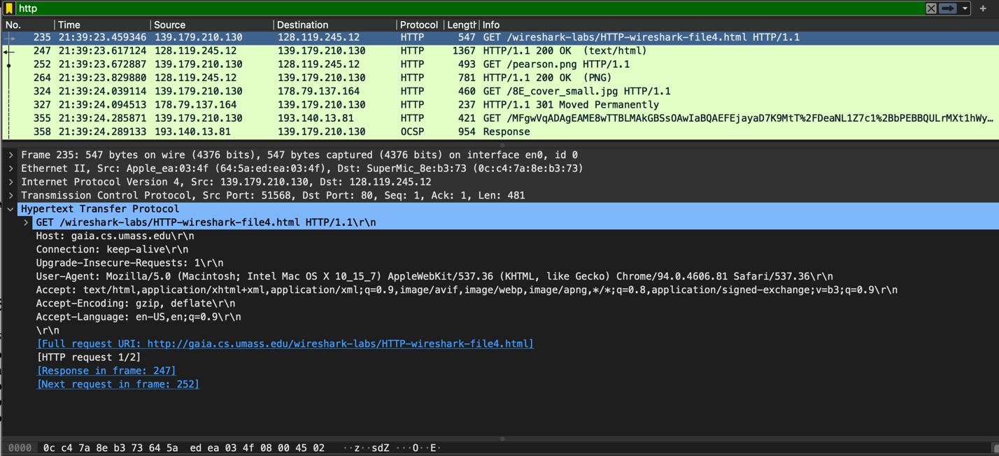 http
No. Time Source Destination Protocol Length Info
235 21:39:23.459346 139.179.210.130 128.119.245.12 HTTP 547 GET /wireshark-labs/HTTP-wireshark-file4.html HTTP/1.1
247 21:39:23.617124 128.119.245.12 139.179.210.130 HTTP 1367 HTTP/1.1 200 OK  (text/html)
252 21:39:23.672887 139.179.210.130 128.119.245.12 HTTP 493 GET /pearson.png HTTP/1.1
264 21:39:23.829880 128.119.245.12 139.179.210.130 HTTP 781 HTTP/1.1 200 OK  (PNG)
324 21:39:24.039114 139.179.210.130 178.79.137.164 HTTP 460 GET /8E_cover_small.jpg HTTP/1.1
327 21:39:24.094513 178.79.137.164 139.179.210.130 HTTP 237 HTTP/1.1 301 Moved Permanently
355 21:39:24.285871 139.179.210.130 193.140.13.81 HTTP 421 GET /MFgwVqADAgEAME8wTTBLMAkGBSsOAwIaBQAEFEjayaD7K9MtT%2FDeaNL1Z7c1%2BbPEBBQULrMXt1hWy…
358 21:39:24.289133 193.140.13.81 139.179.210.130 OCSP 954 Response
Frame 235: 547 bytes on wire (4376 bits), 547 bytes captured (4376 bits) on interface en0, id 0
Ethernet II, Src: Apple_ea:03:4f (64:5a:ed:ea:03:4f), Dst: SuperMic_8e:b3:73 (0c:c4:7a:8e:b3:73)
Internet Protocol Version 4, Src: 139.179.210.130, Dst: 128.119.245.12
Transmission Control Protocol, Src Port: 51568, Dst Port: 80, Seq: 1, Ack: 1, Len: 481
Hypertext Transfer Protocol
GET /wireshark-labs/HTTP-wireshark-file4.html HTTP/1.1\r\n
Host: gaia.cs.umass.edu\r\n
Connection: keep-alive\r\n
Upgrade-Insecure-Requests: 1\r\n
User-Agent: Mozilla/5.0 (Macintosh; Intel Mac OS X 10_15_7) AppleWebKit/537.36 (KHTML, like Gecko) Chrome/94.0.4606.81 Safari/537.36\r\n
Accept: text/html,application/xhtml+xml,application/xml;q=0.9,image/avif,image/webp,image/apng,*/*;q=0.8,application/signed-exchange;v=b3;q=0.9\r\n
Accept-Encoding: gzip, deflate\r\n
Accept-Language: en-US,en;q=0.9\r\n
\r\n
[Full request URI: http://gaia.cs.umass.edu/wireshark-labs/HTTP-wireshark-file4.html]
[HTTP request 1/2]
[Response in frame: 247]
[Next request in frame: 252]
0000 0c c4 7a 8e b3 73 64 5a ed ea 03 4f 08 00 45 02 ··z··sdZ ···O··E·